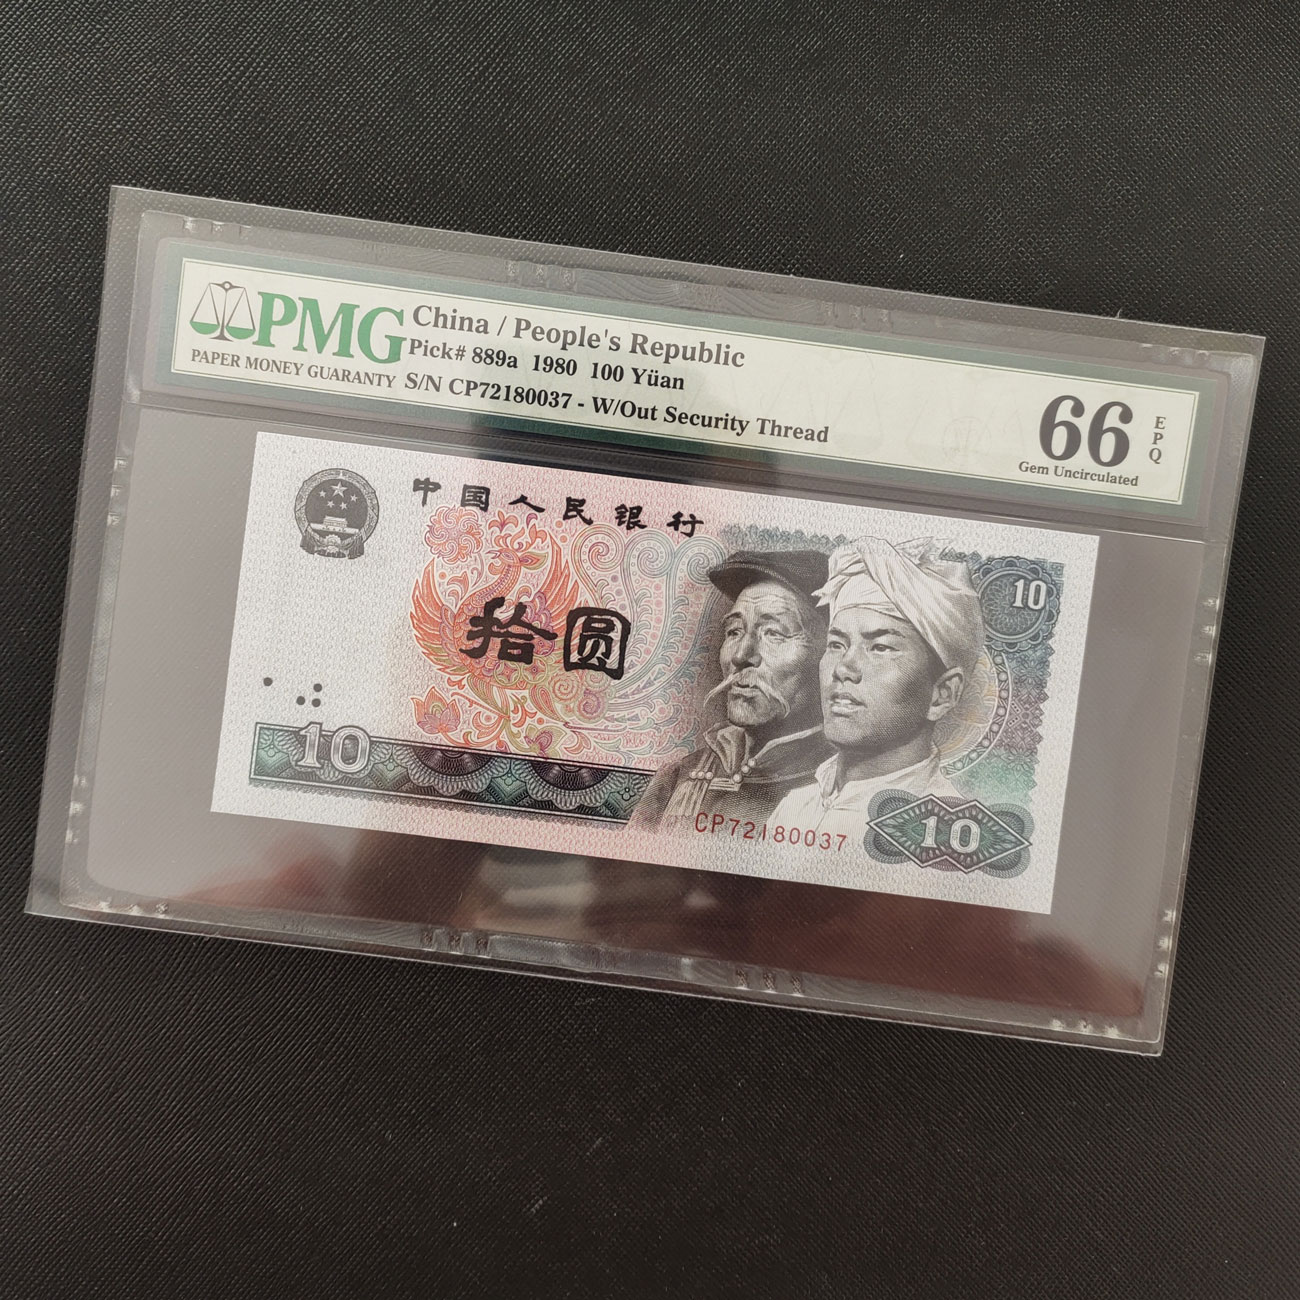 PMG
PAPER MONEY GUARANTY
China / People's Republic
Pick# 889a 1980 100 Yüan
S/N CP72180037 - W/Out Security Thread
66
EPQ
Gem Uncirculated
中国人民银行
10
拾圆
10
CP72180037
10